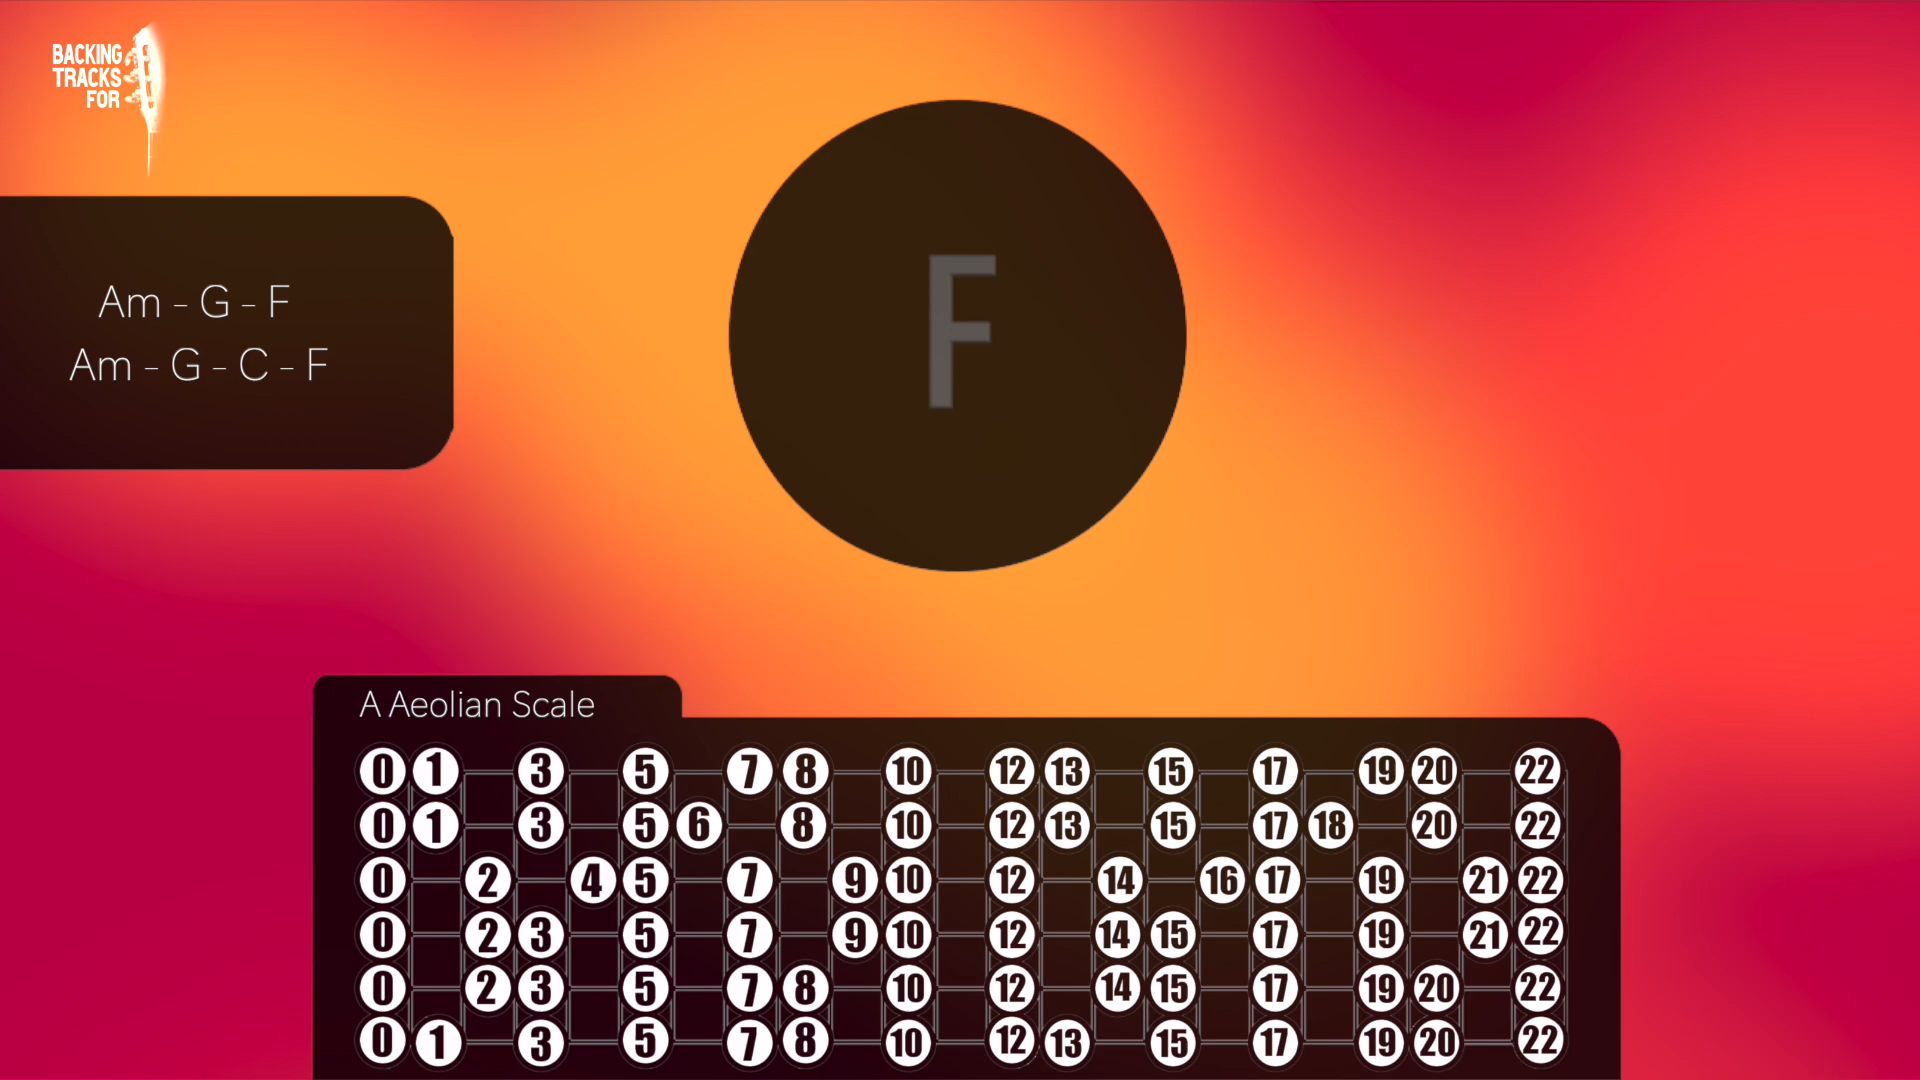 BACKING
TRACKS
FOR
Am - G - F
Am - G - C - F
F
A Aeolian Scale
0 1 3 5 7 8 10 12 13 15 17 19 20 22
0 1 3 5 6 8 10 12 13 15 17 18 20 22
0 2 4 5 7 9 10 12 14 16 17 19 21 22
0 2 3 5 7 9 10 12 14 15 17 19 21 22
0 2 3 5 7 8 10 12 14 15 17 19 20 22
0 1 3 5 7 8 10 12 13 15 17 19 20 22